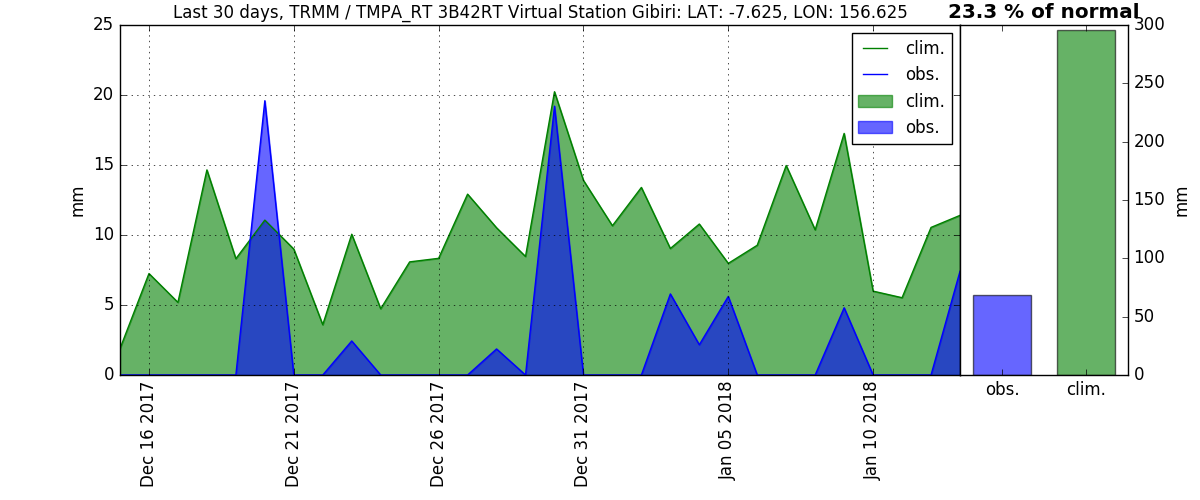 Last 30 days, TRMM / TMPA_RT 3B42RT Virtual Station Gibiri: LAT: -7.625, LON: 156.625
23.3 % of normal
25
20
15
10
5
0
mm
clim.
obs.
clim.
obs.
300
250
200
150
100
50
0
mm
Dec 16 2017
Dec 21 2017
Dec 26 2017
Dec 31 2017
Jan 05 2018
Jan 10 2018
obs.
clim.